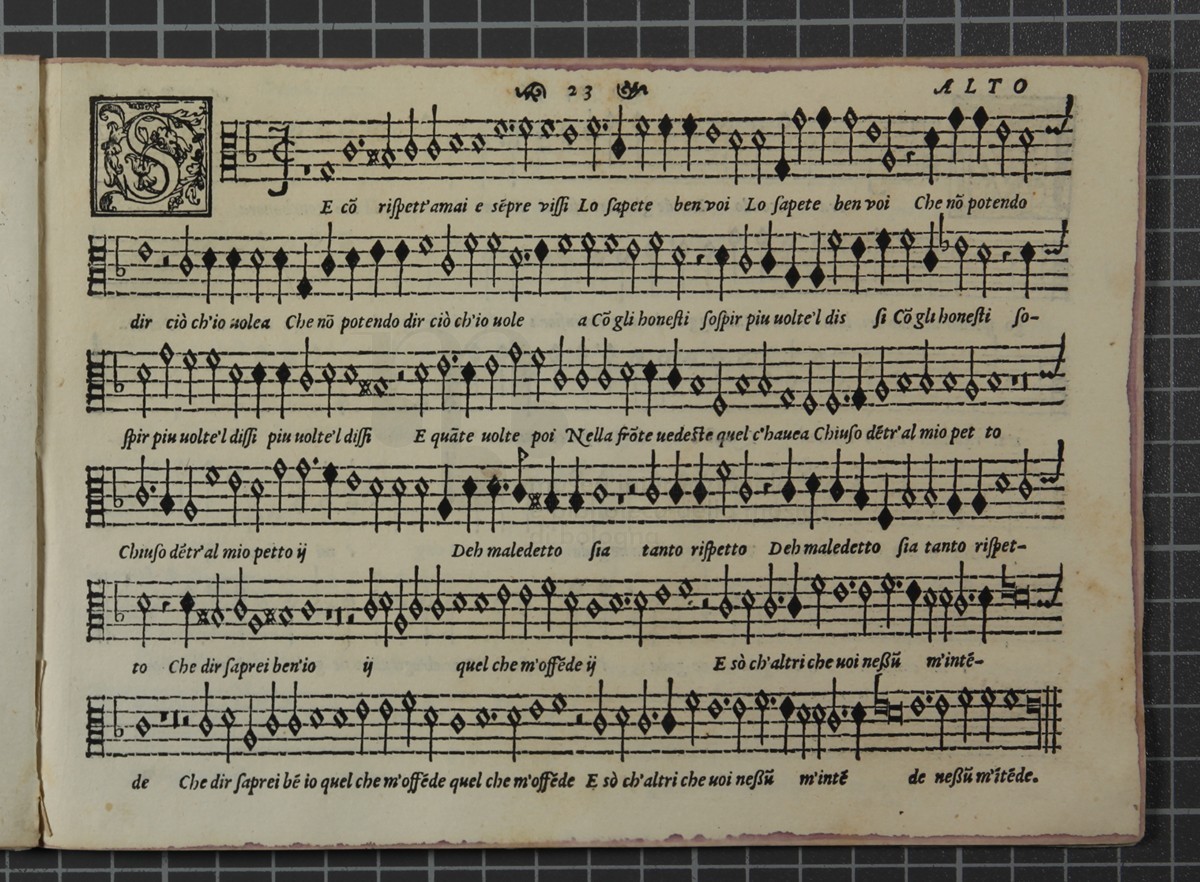 23 ALTO
SE cõ riſpett'amai e sẽpre viſſi Lo ſapete ben voi Lo ſapete ben voi Che nõ potendo
dir ciò ch'io uolea Che nõ potendo dir ciò ch'io uole a Cõ gli honeſti ſoſpir piu uolte'l dis ſi Cõ gli honeſti ſo-
ſpir piu uolte'l diſſi piu uolte'l diſſi E quãte uolte poi Nella frõte uedeſte quel c'hauea Chiuſo dẽtr'al mio pet to
Chiuſo dẽtr'al mio petto ij Deh maledetto ſia tanto riſpetto Deh maledetto ſia tanto riſpet-
to Che dir ſaprei ben'io ij quel che m'offẽde ij E sò ch'altri che uoi neßũ m'intẽ-
de Che dir ſaprei bẽ io quel che m'offẽde quel che m'offẽde E sò ch'altri che uoi neßũ m'intẽ de neßũ m'ĩtẽde.